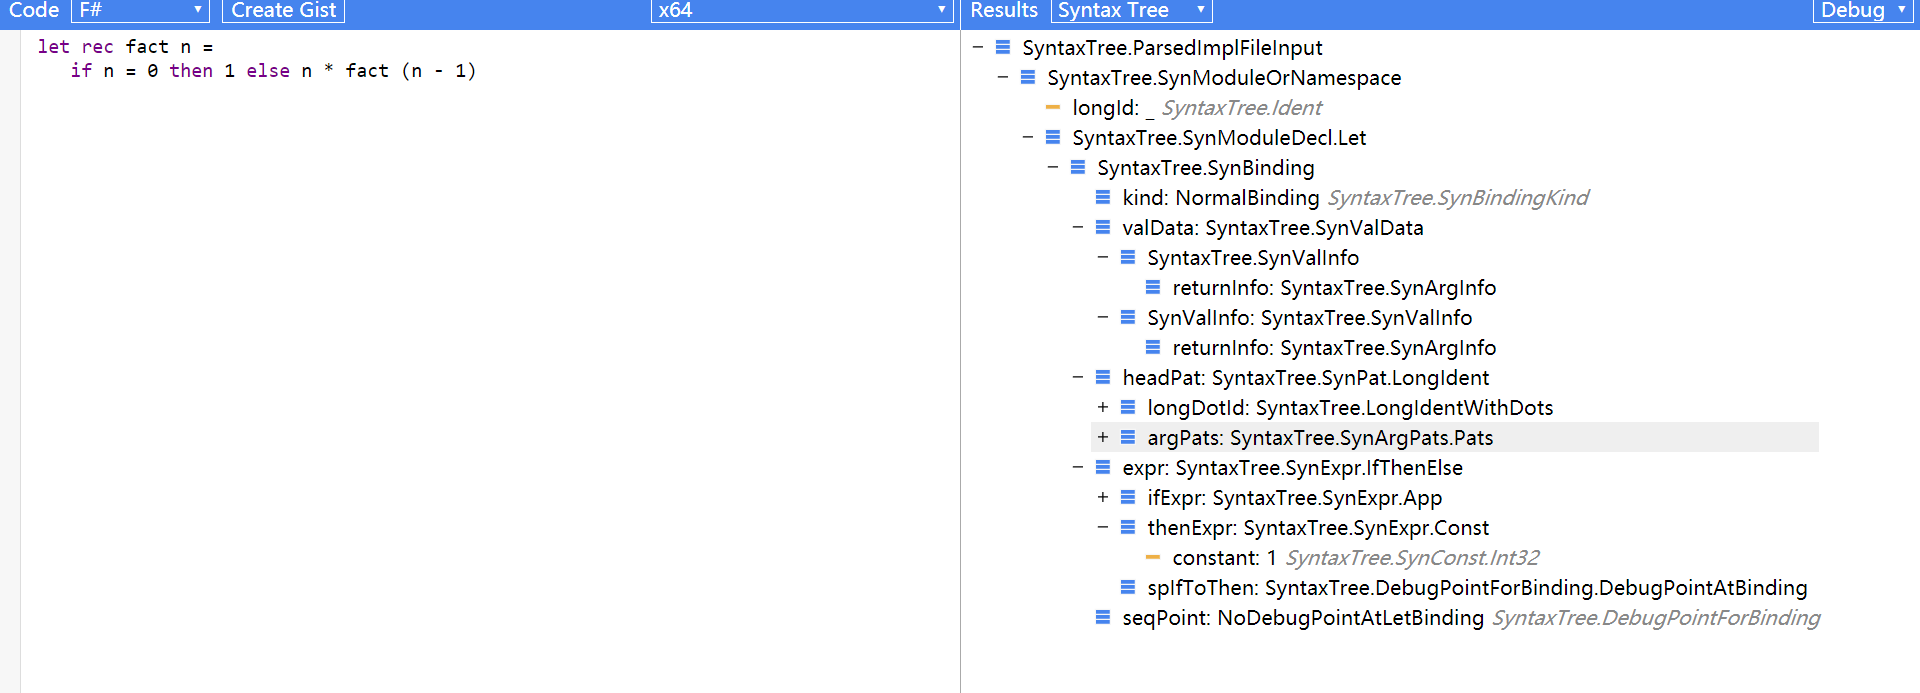 Code F# Create Gist x64 Results Syntax Tree Debug
let rec fact n =
if n = 0 then 1 else n * fact (n - 1)
SyntaxTree.ParsedImplFileInput
SyntaxTree.SynModuleOrNamespace
longId: _ SyntaxTree.Ident
SyntaxTree.SynModuleDecl.Let
SyntaxTree.SynBinding
kind: NormalBinding SyntaxTree.SynBindingKind
valData: SyntaxTree.SynValData
SyntaxTree.SynValInfo
returnInfo: SyntaxTree.SynArgInfo
SynValInfo: SyntaxTree.SynValInfo
returnInfo: SyntaxTree.SynArgInfo
headPat: SyntaxTree.SynPat.LongIdent
longDotId: SyntaxTree.LongIdentWithDots
argPats: SyntaxTree.SynArgPats.Pats
expr: SyntaxTree.SynExpr.IfThenElse
ifExpr: SyntaxTree.SynExpr.App
thenExpr: SyntaxTree.SynExpr.Const
constant: 1 SyntaxTree.SynConst.Int32
spIfToThen: SyntaxTree.DebugPointForBinding.DebugPointAtBinding
seqPoint: NoDebugPointAtLetBinding SyntaxTree.DebugPointForBinding